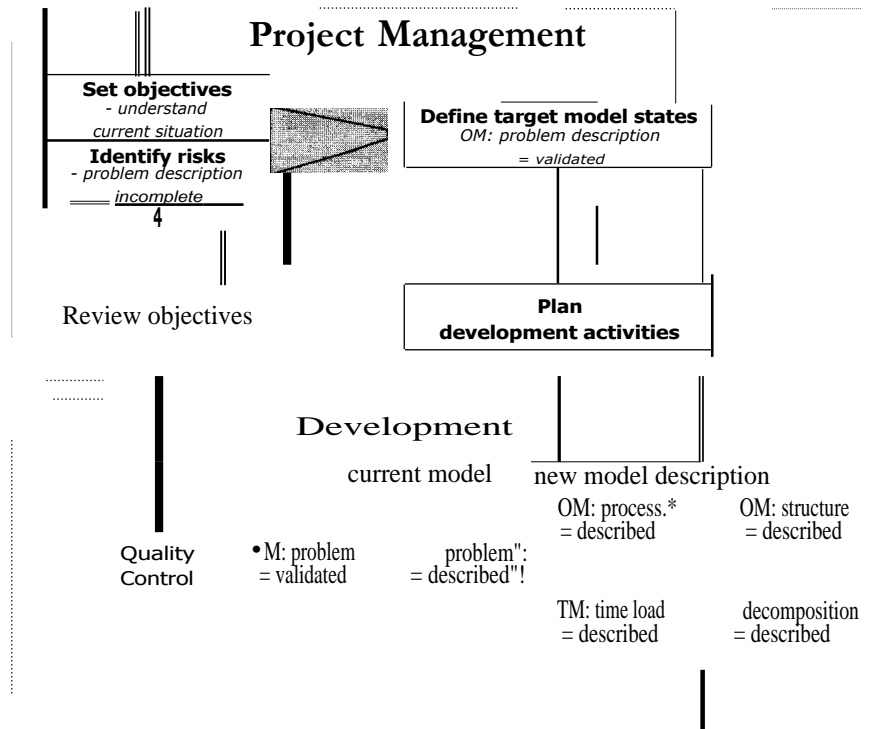 Project Management
Set objectives
- understand
current situation
Identify risks
- problem description
incomplete
4
Define target model states
OM: problem description
= validated
Review objectives
Plan
development activities
Development
current model
new model description
OM: process.*
= described
OM: structure
= described
Quality
Control
•M: problem
= validated
problem":
= described"!
TM: time load
= described
decomposition
= described